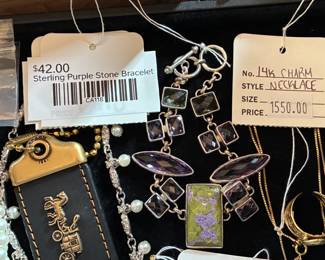 $42.00
Sterling Purple Stone Bracelet
No. 14K CHARM
STYLE NECKLACE
SIZE
PRICE 1550.00